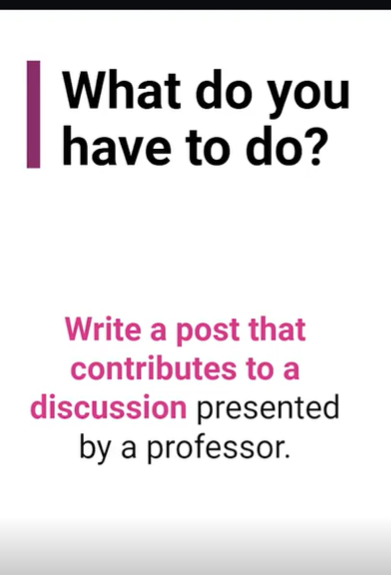 What do you
have to do?
Write a post that
contributes to a
discussion presented
by a professor.